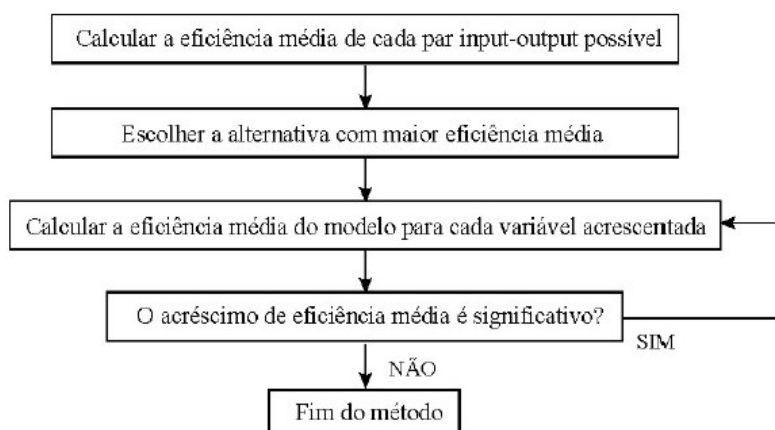 Calcular a eficiência média de cada par input-output possível
Escolher a alternativa com maior eficiência média
Calcular a eficiência média do modelo para cada variável acrescentada
O acréscimo de eficiência média é significativo?
SIM
NÃO
Fim do método